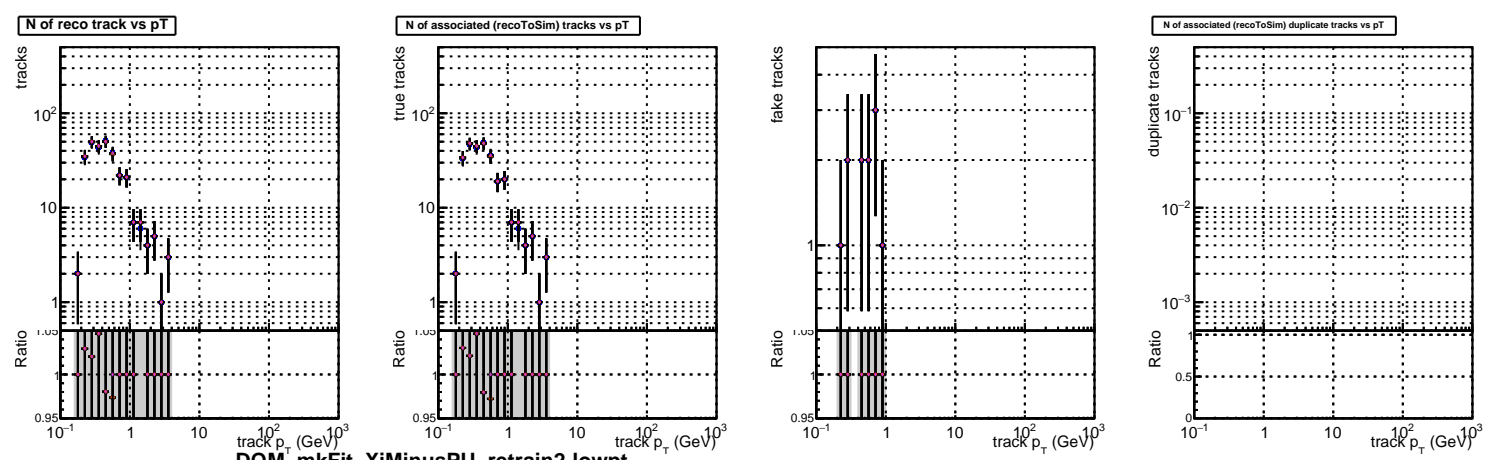 N of reco track vs pT
tracks
10²
10
1
Ratio
1.05
1
0.95
10⁻¹
1
10
10²
10³
track p_T (GeV)
N of associated (recoToSim) tracks vs pT
true tracks
10²
10
1
Ratio
1.05
1
0.95
10⁻¹
1
10
10²
10³
track p_T (GeV)
fake tracks
1
Ratio
1.05
1
0.95
10⁻¹
1
10
10²
10³
track p_T (GeV)
N of associated (recoToSim) duplicate tracks vs pT
duplicate tracks
10⁻¹
10⁻²
10⁻³
Ratio
1
0.5
0
10⁻¹
1
10
10²
10³
track p_T (GeV)
DQM_mkFit_XiMinusPU_retrain2_lowpt